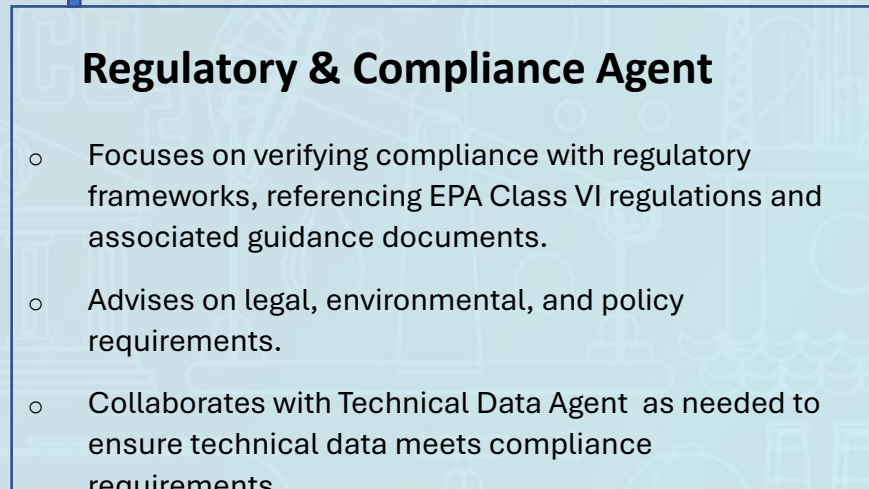 Regulatory & Compliance Agent
o Focuses on verifying compliance with regulatory
frameworks, referencing EPA Class VI regulations and
associated guidance documents.
o Advises on legal, environmental, and policy
requirements.
o Collaborates with Technical Data Agent  as needed to
ensure technical data meets compliance
requirements